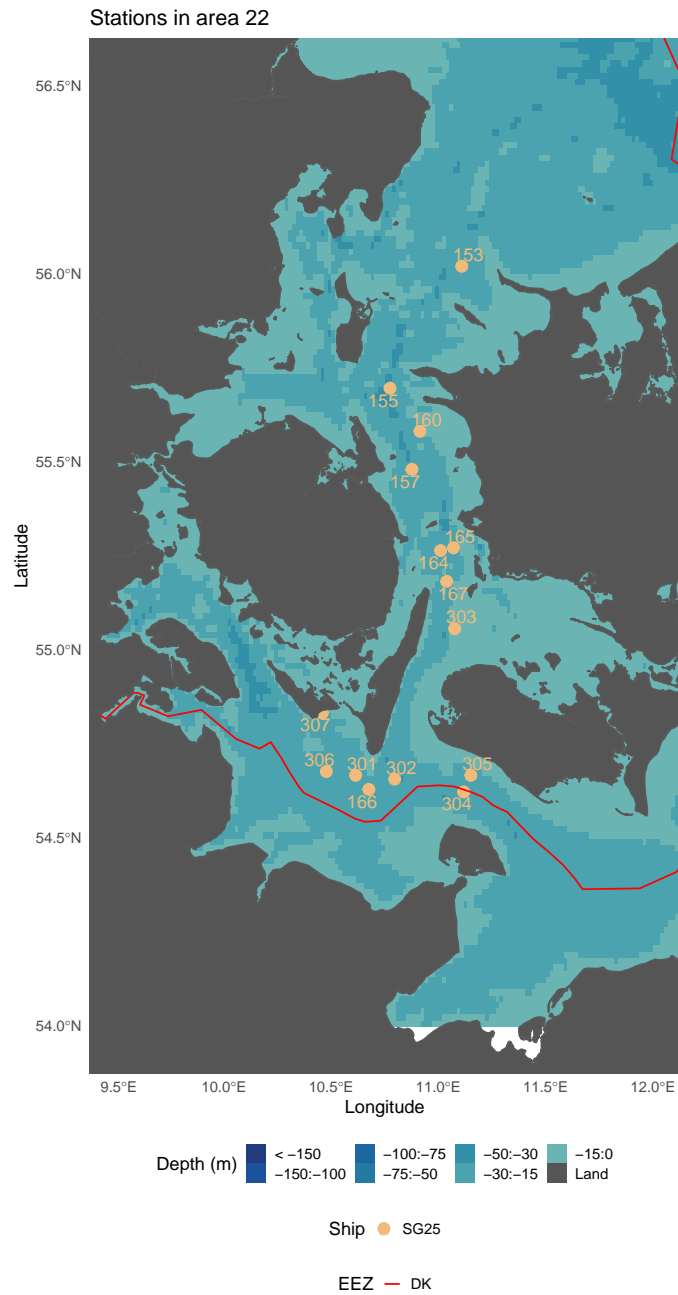 Stations in area 22
56.5°N
56.0°N
55.5°N
55.0°N
54.5°N
54.0°N
Latitude
153
155
160
157
165
164
167
303
307
306
301
302
305
166
304
9.5°E 10.0°E 10.5°E 11.0°E 11.5°E 12.0°E
Longitude
Depth (m)
< −150 −100:−75 −50:−30 −15:0
−150:−100 −75:−50 −30:−15 Land
Ship SG25
EEZ DK